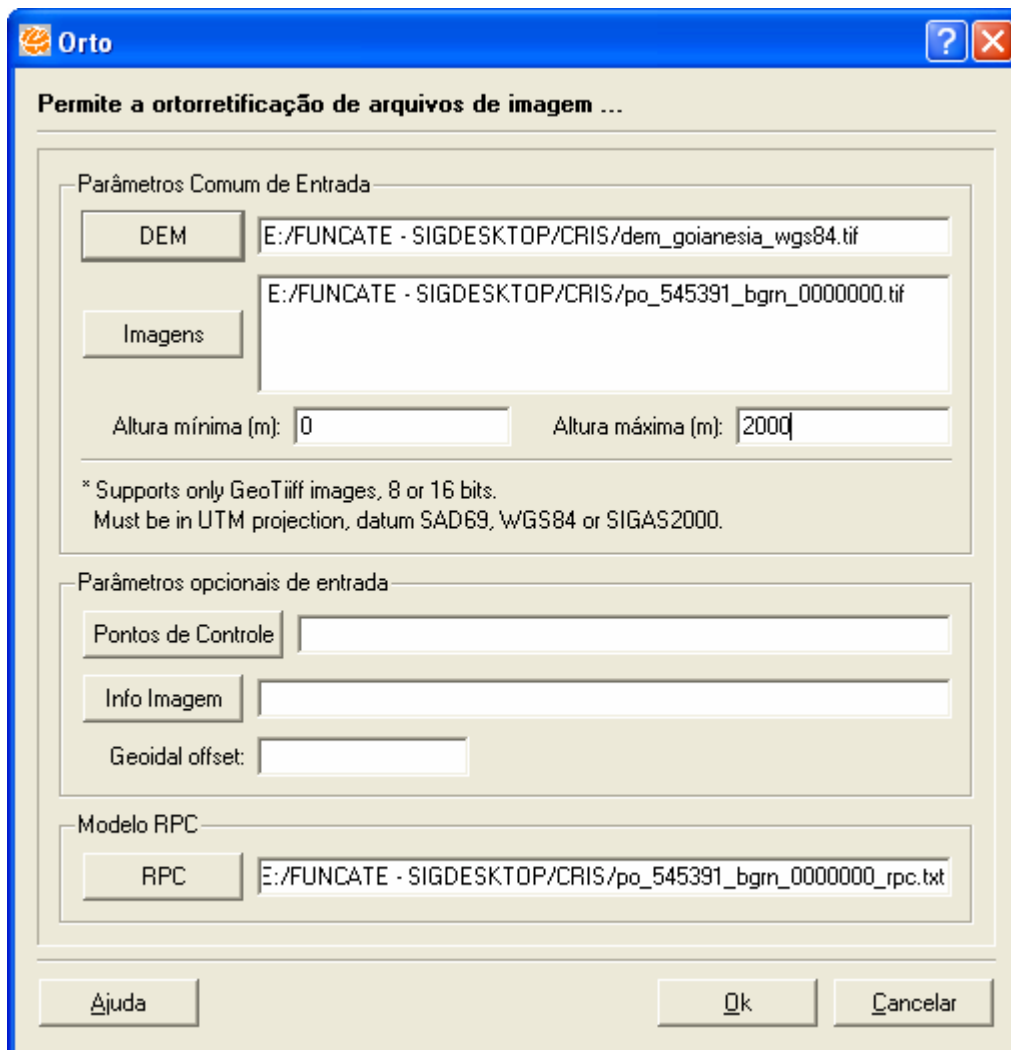 Orto
Permite a ortorretificação de arquivos de imagem ...
Parâmetros Comum de Entrada
DEM E:/FUNCATE - SIGDESKTOP/CRIS/dem_goianesia_wgs84.tif
E:/FUNCATE - SIGDESKTOP/CRIS/po_545391_bgrn_0000000.tif
Imagens
Altura mínima (m): 0 Altura máxima (m): 2000
* Supports only GeoTiiff images, 8 or 16 bits.
Must be in UTM projection, datum SAD69, WGS84 or SIGAS2000.
Parâmetros opcionais de entrada
Pontos de Controle
Info Imagem
Geoidal offset:
Modelo RPC
RPC E:/FUNCATE - SIGDESKTOP/CRIS/po_545391_bgrn_0000000_rpc.txt
Ajuda Ok Cancelar